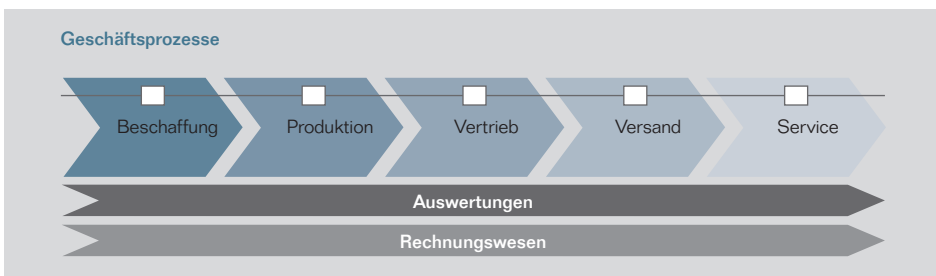 Geschäftsprozesse
Beschaffung Produktion Vertrieb Versand Service
Auswertungen
Rechnungswesen